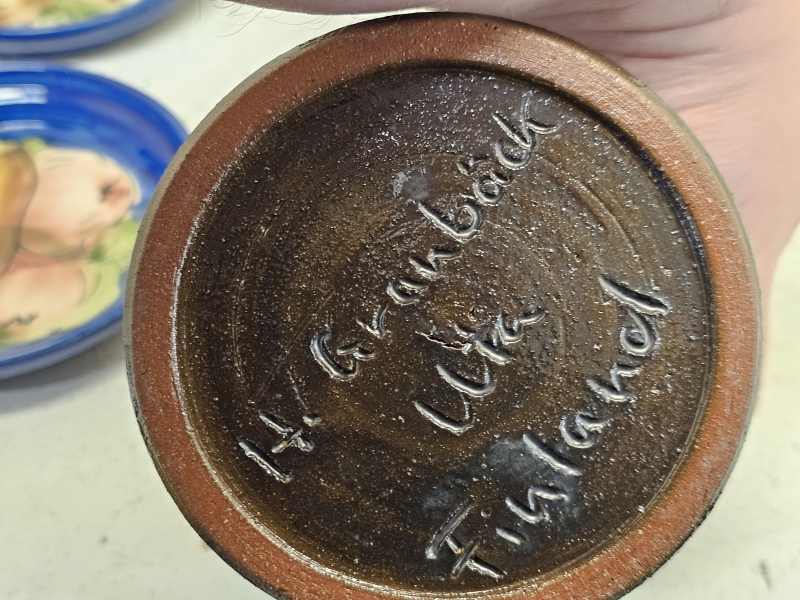 H. Granbäck
Uta
Finland